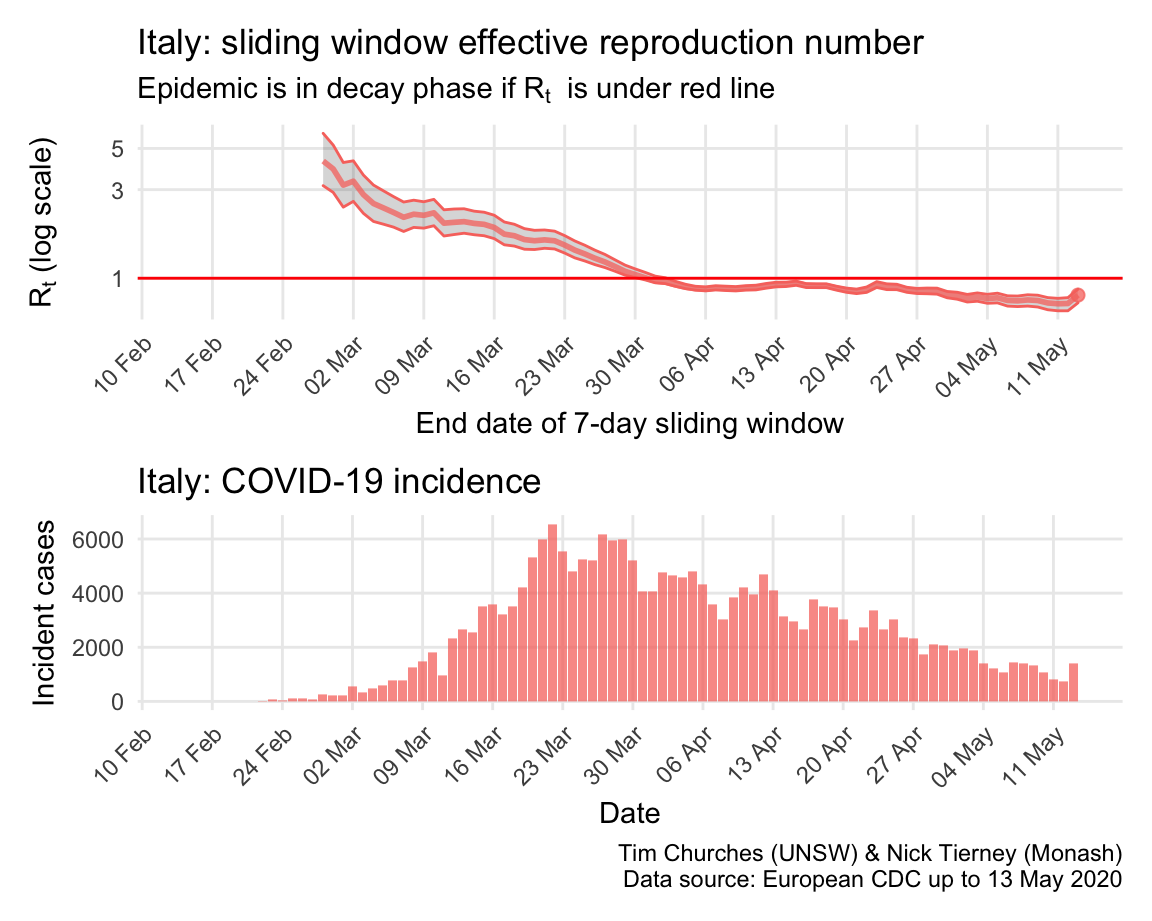 Italy: sliding window effective reproduction number
Epidemic is in decay phase if Rt is under red line
Rt (log scale)
5
3
1
10 Feb
17 Feb
24 Feb
02 Mar
09 Mar
16 Mar
23 Mar
30 Mar
06 Apr
13 Apr
20 Apr
27 Apr
04 May
11 May
End date of 7-day sliding window
Italy: COVID-19 incidence
Incident cases
6000
4000
2000
0
10 Feb
17 Feb
24 Feb
02 Mar
09 Mar
16 Mar
23 Mar
30 Mar
06 Apr
13 Apr
20 Apr
27 Apr
04 May
11 May
Date
Tim Churches (UNSW) & Nick Tierney (Monash)
Data source: European CDC up to 13 May 2020